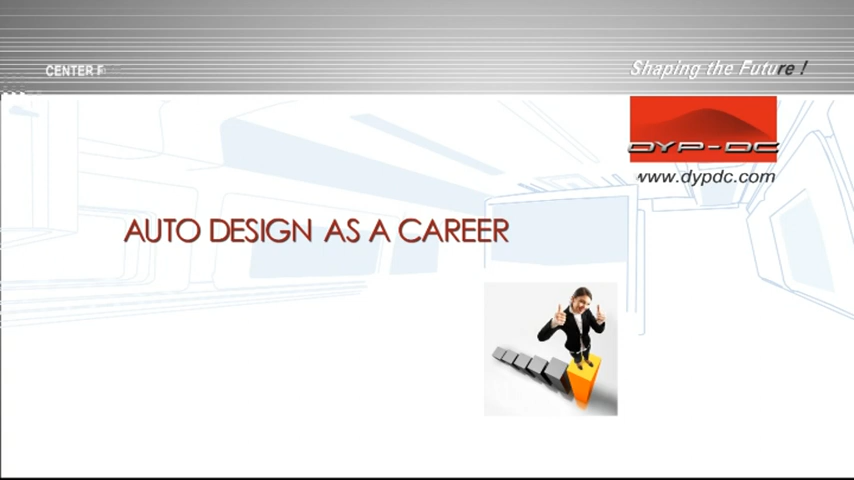 CENTER F
Shaping the Future !
DYP-DC
www.dypdc.com
AUTO DESIGN AS A CAREER